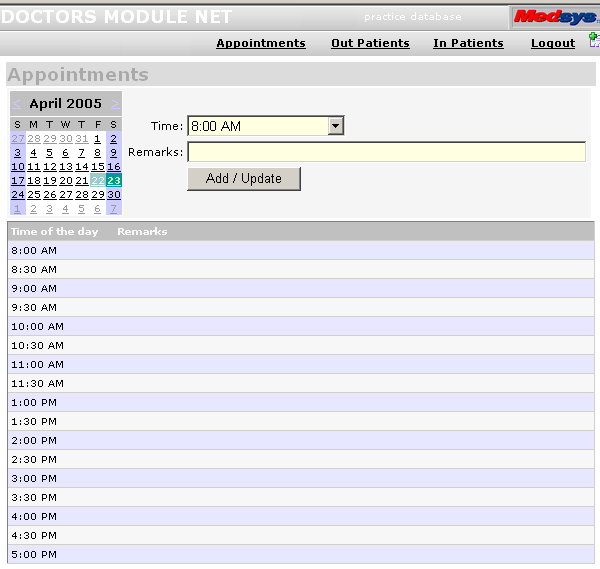 DOCTORS MODULE NET practice database Medsys
Appointments Out Patients In Patients Logout
Appointments
< April 2005 >
S M T W T F S
27 28 29 30 31 1 2
3 4 5 6 7 8 9
10 11 12 13 14 15 16
17 18 19 20 21 22 23
24 25 26 27 28 29 30
1 2 3 4 5 6 7
Time: 8:00 AM
Remarks:
Add / Update
Time of the day Remarks
8:00 AM
8:30 AM
9:00 AM
9:30 AM
10:00 AM
10:30 AM
11:00 AM
11:30 AM
1:00 PM
1:30 PM
2:00 PM
2:30 PM
3:00 PM
3:30 PM
4:00 PM
4:30 PM
5:00 PM